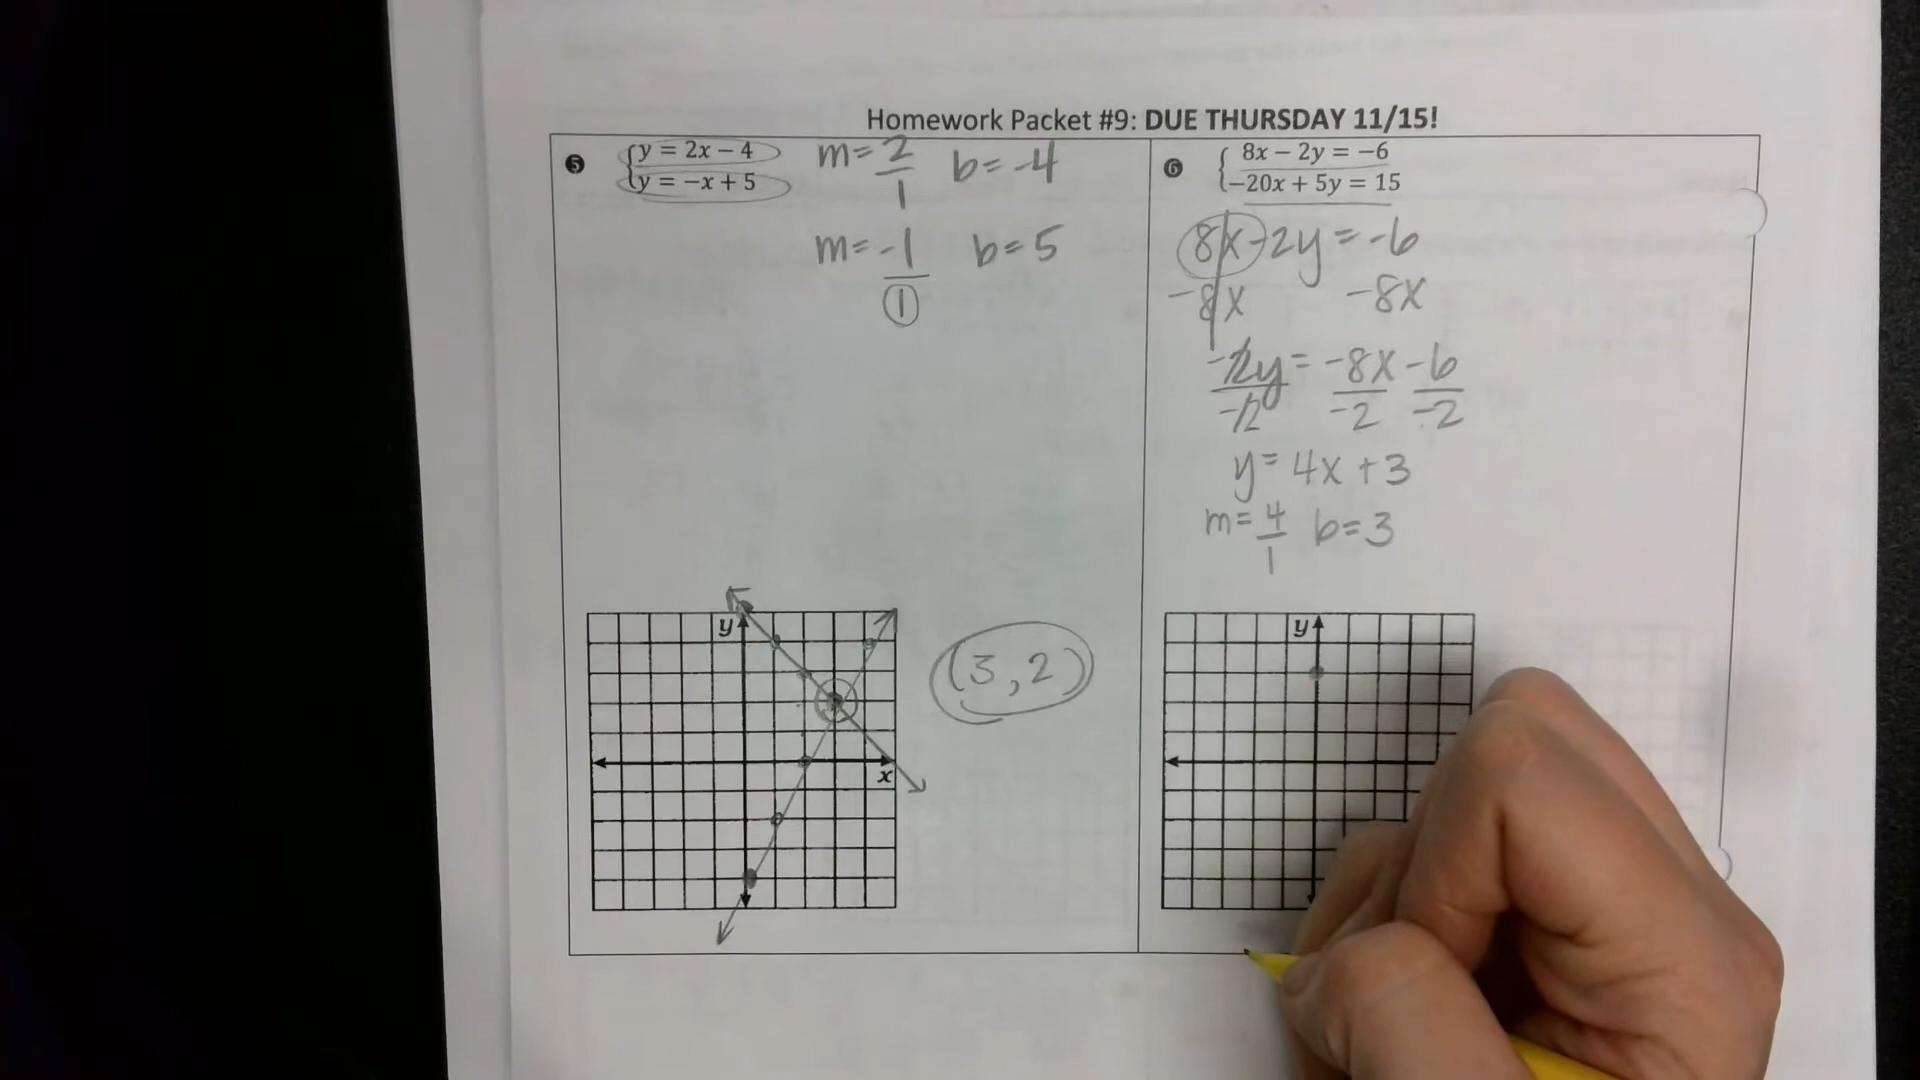 Homework Packet #9: DUE THURSDAY 11/15!
❺ {y = 2x − 4
y = −x + 5
m = 2/1 b = -4
m = -1/1 b = 5
y
x
(3, 2)
❻ {8x − 2y = −6
−20x + 5y = 15
8x - 2y = -6
-8x -8x
-2y = -8x - 6
-2 -2 -2
y = 4x + 3
m = 4/1 b = 3
y